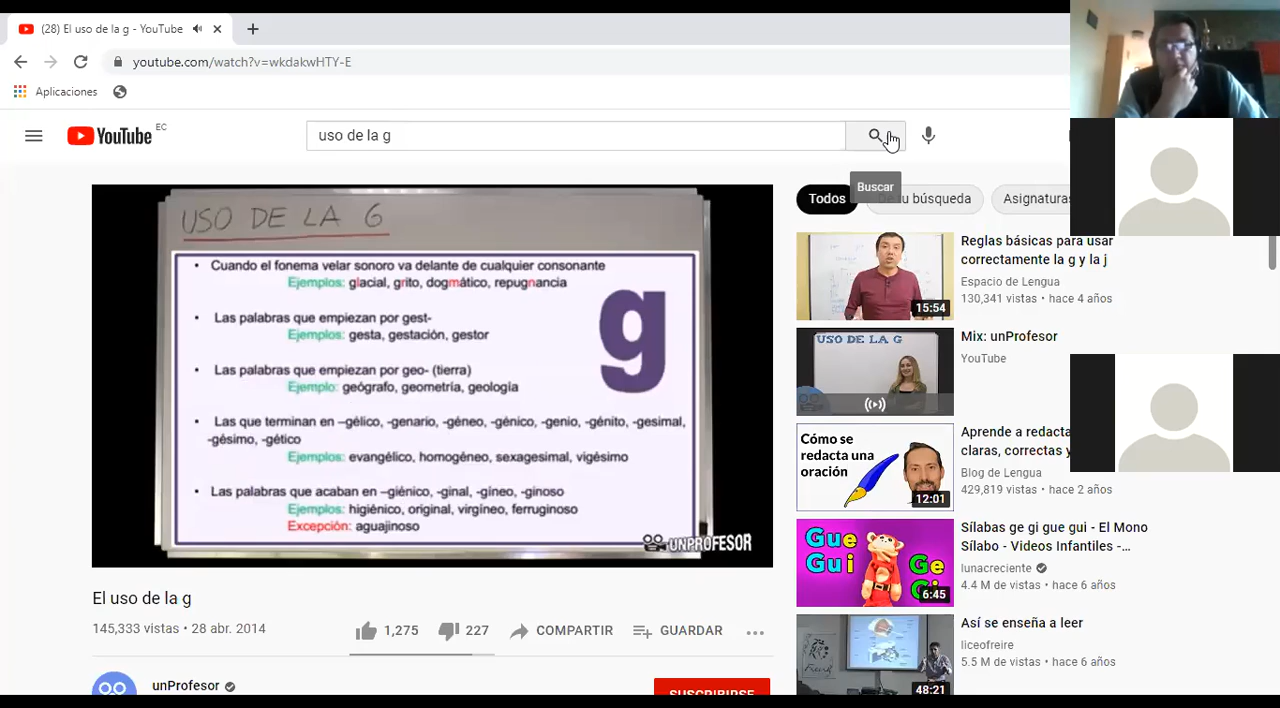 (28) El uso de la g - YouTube
youtube.com/watch?v=wkdakwHTY-E
Aplicaciones
YouTube EC
uso de la g
Buscar
USO DE LA G
• Cuando el fonema velar sonoro va delante de cualquier consonante
Ejemplos: glacial, grito, dogmático, repugnancia
• Las palabras que empiezan por gest-
Ejemplos: gesta, gestación, gestor
• Las palabras que empiezan por geo- (tierra)
Ejemplo: geógrafo, geometría, geología
• Las que terminan en –gélico, -genario, -géneo, -génico, -genio, -génito, -gesimal,
-gésimo, -gético
Ejemplos: evangélico, homogéneo, sexagesimal, vigésimo
• Las palabras que acaban en –giénico, -ginal, -gíneo, -ginoso
Ejemplos: higiénico, original, virgíneo, ferruginoso
Excepción: aguajinoso
g
UNPROFESOR
El uso de la g
145,333 vistas • 28 abr. 2014
1,275
227
COMPARTIR
GUARDAR
unProfesor
SUSCRIBIRSE
Todos
De tu búsqueda
Asignaturas
15:54
Reglas básicas para usar
correctamente la g y la j
Espacio de Lengua
130,341 vistas • hace 4 años
USO DE LA G
Mix: unProfesor
YouTube
Cómo se
redacta una
oración
12:01
Aprende a redacta
claras, correctas y
Blog de Lengua
429,819 vistas • hace 2 años
Gue
Gui
Ge
Gi
6:45
Sílabas ge gi gue gui - El Mono
Sílabo - Videos Infantiles -...
lunacreciente
4.4 M de vistas • hace 6 años
48:21
Así se enseña a leer
liceofreire
5.5 M de vistas • hace 6 años